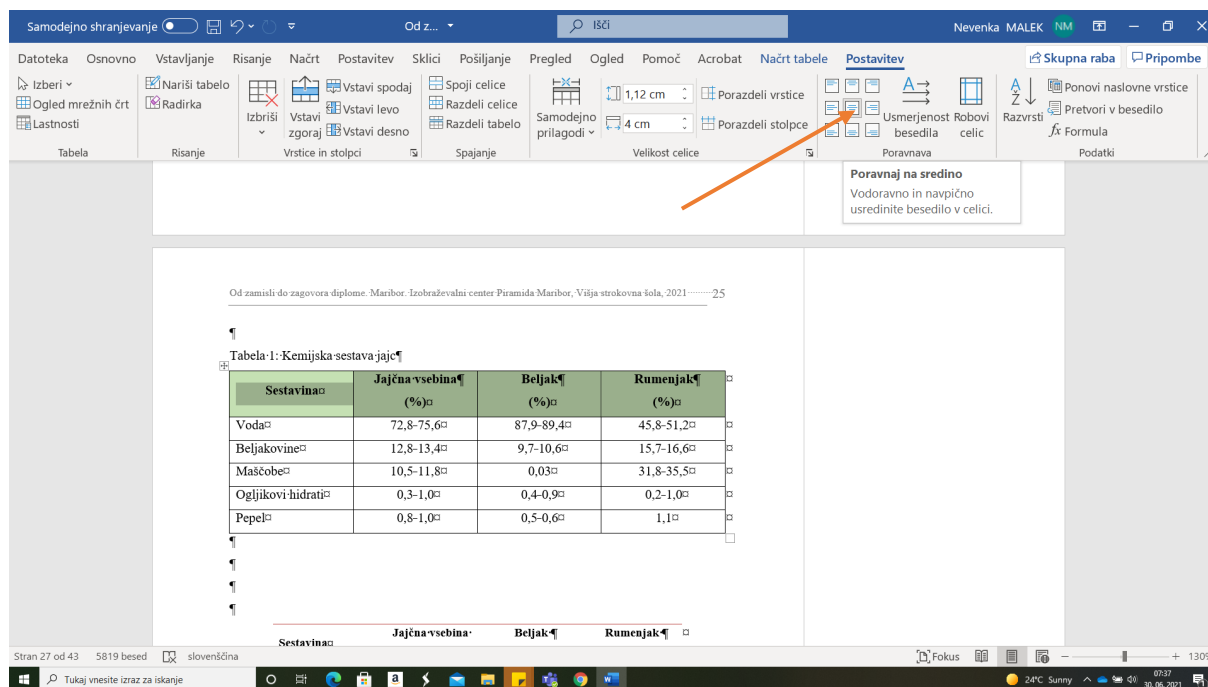 Samodejno shranjevanje Od z... Išči Nevenka MALEK NM
Datoteka Osnovno Vstavljanje Risanje Načrt Postavitev Sklici Pošiljanje Pregled Ogled Pomoč Acrobat Načrt tabele Postavitev Skupna raba Pripombe
Izberi Nariši tabelo Vstavi spodaj Spoji celice 1,12 cm Porazdeli vrstice Ponovi naslovne vrstice
Ogled mrežnih črt Radirka Izbriši Vstavi zgoraj Vstavi levo Razdeli celice Samodejno prilagodi Usmerjenost besedila Robovi celic Razvrsti Pretvori v besedilo
Lastnosti Vstavi desno Razdeli tabelo 4 cm Porazdeli stolpce fx Formula
Tabela Risanje Vrstice in stolpci Spajanje Velikost celice Poravnava Podatki
Poravnaj na sredino
Vodoravno in navpično
usredinite besedilo v celici.
Od zamisli do zagovora diplome. Maribor. Izobraževalni center Piramida Maribor, Višja strokovna šola, 2021 25
¶
Tabela 1: Kemijska sestava jajc¶
Sestavina¤ Jajčna vsebina¶ Beljak¶ Rumenjak¶ ¤
(%)¤ (%)¤ (%)¤
Voda¤ 72,8–75,6¤ 87,9–89,4¤ 45,8–51,2¤ ¤
Beljakovine¤ 12,8–13,4¤ 9,7–10,6¤ 15,7–16,6¤ ¤
Maščobe¤ 10,5–11,8¤ 0,03¤ 31,8–35,5¤ ¤
Ogljikovi hidrati¤ 0,3–1,0¤ 0,4–0,9¤ 0,2–1,0¤ ¤
Pepel¤ 0,8–1,0¤ 0,5–0,6¤ 1,1¤ ¤
¶
¶
¶
¶
Jajčna vsebina Beljak ¶ Rumenjak ¶ ¤
Sestavina¤
Stran 27 od 43 5819 besed slovenščina Fokus 130%
Tukaj vnesite izraz za iskanje 24°C Sunny 07:37
30. 06. 2021